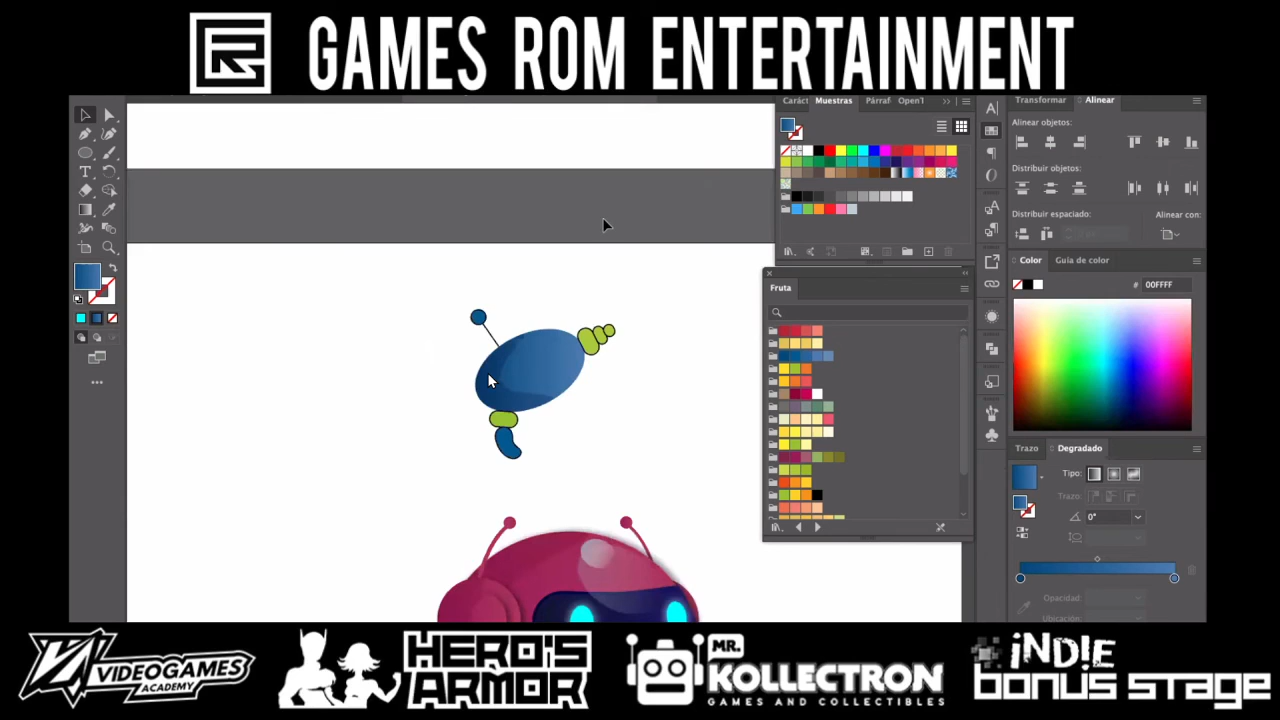 GAMES ROM ENTERTAINMENT
Caráct
Muestras
Párraf
OpenT
Transformar
Alinear
Alinear objetos:
Distribuir objetos:
Distribuir espaciado:
Alinear con:
Color
Guía de color
# 00FFFF
Fruta
Trazo
Degradado
Tipo:
Trazo:
0°
Opacidad:
Ubicación:
VIDEOGAMES
ACADEMY
HERO'S
ARMOR
MR.
KOLLECTRON
GAMES AND COLLECTIBLES
INDIE
BONUS STAGE